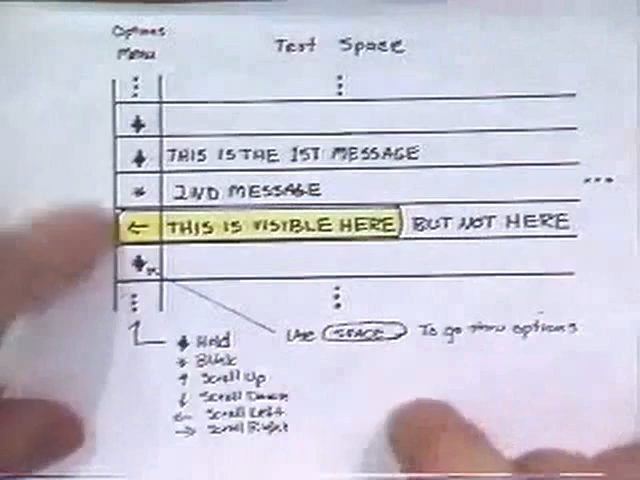 Options
Menu
Text Space
THIS IS THE 1ST MESSAGE
* 2ND MESSAGE
...
← THIS IS VISIBLE HERE BUT NOT HERE
Use SPACE To go thru options
Hold
* Blink
↑ Scroll Up
↓ Scroll Down
← Scroll Left
→ Scroll Right